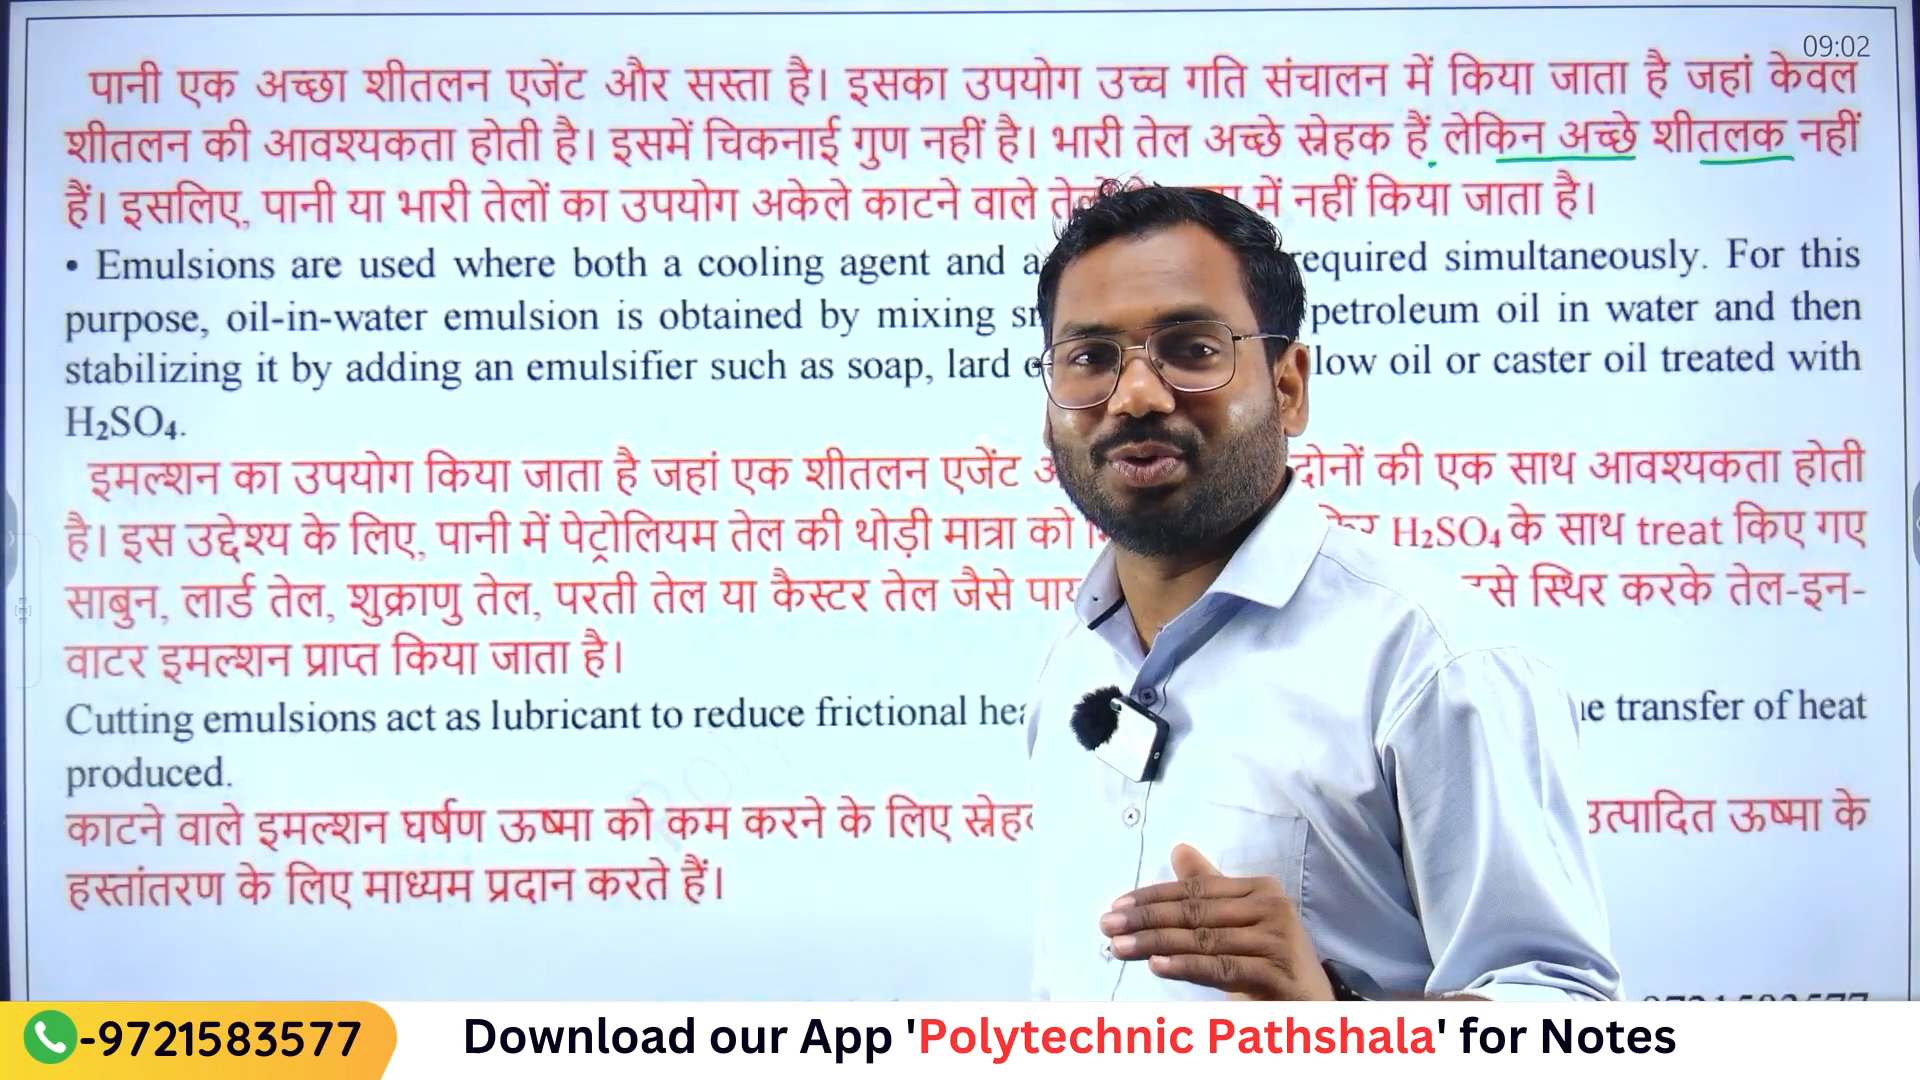 09:02
पानी एक अच्छा शीतलन एजेंट और सस्ता है। इसका उपयोग उच्च गति संचालन में किया जाता है जहां केवल
शीतलन की आवश्यकता होती है। इसमें चिकनाई गुण नहीं है। भारी तेल अच्छे स्नेहक हैं लेकिन अच्छे शीतलक नहीं
हैं। इसलिए, पानी या भारी तेलों का उपयोग अकेले काटने वाले में नहीं किया जाता है।
• Emulsions are used where both a cooling agent and required simultaneously. For this
purpose, oil-in-water emulsion is obtained by mixing petroleum oil in water and then
stabilizing it by adding an emulsifier such as soap, lard oil or caster oil treated with
H₂SO₄.
इमल्शन का उपयोग किया जाता है जहां एक शीतलन एजेंट दोनों की एक साथ आवश्यकता होती
है। इस उद्देश्य के लिए, पानी में पेट्रोलियम तेल की थोड़ी मात्रा को H₂SO₄ के साथ treat किए गए
साबुन, लार्ड तेल, शुक्राणु तेल, परती तेल या कैस्टर तेल जैसे स्थिर करके तेल-इन-
वाटर इमल्शन प्राप्त किया जाता है।
Cutting emulsions act as lubricant to reduce frictional transfer of heat
produced.
काटने वाले इमल्शन घर्षण ऊष्मा को कम करने के लिए उत्पादित ऊष्मा के
हस्तांतरण के लिए माध्यम प्रदान करते हैं।
-9721583577
Download our App 'Polytechnic Pathshala' for Notes